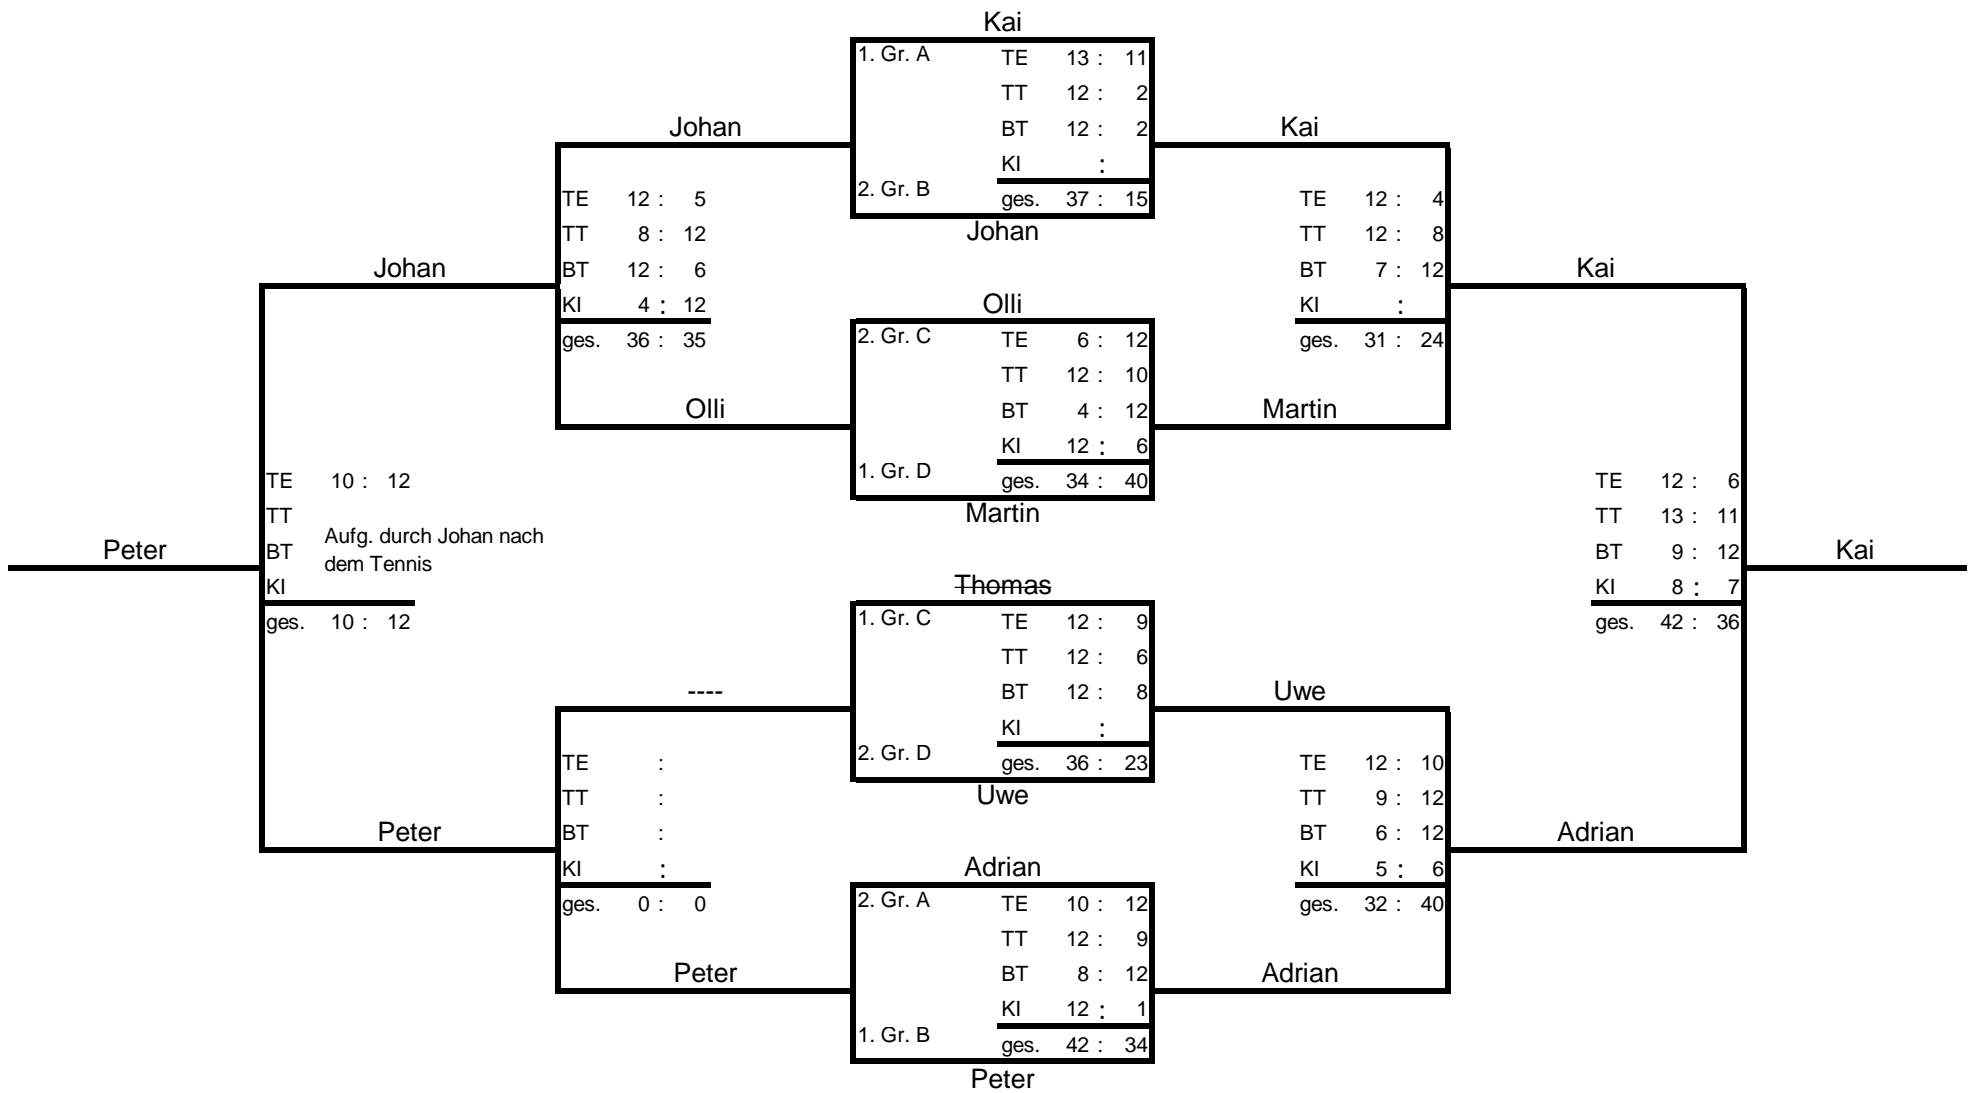 Kai
1. Gr. A TE 13 : 11
TT 12 : 2
Johan BT 12 : 2 Kai
KI :
2. Gr. B ges. 37 : 15
Johan
TE 12 : 5
TT 8 : 12
BT 12 : 6
KI 4 : 12
ges. 36 : 35
TE 12 : 4
TT 12 : 8
BT 7 : 12
KI :
ges. 31 : 24
Johan
Kai
Olli
2. Gr. C TE 6 : 12
TT 12 : 10
Olli BT 4 : 12 Martin
KI 12 : 6
1. Gr. D ges. 34 : 40
Martin
TE 10 : 12
TT
Aufg. durch Johan nach
BT
dem Tennis
KI
ges. 10 : 12
Peter
TE 12 : 6
TT 13 : 11
BT 9 : 12
KI 8 : 7
ges. 42 : 36
Kai
Thomas
1. Gr. C TE 12 : 9
TT 12 : 6
---- BT 12 : 8 Uwe
KI :
2. Gr. D ges. 36 : 23
Uwe
TE :
TT :
BT :
KI :
ges. 0 : 0
TE 12 : 10
TT 9 : 12
BT 6 : 12
KI 5 : 6
ges. 32 : 40
Peter
Adrian
Adrian
2. Gr. A TE 10 : 12
TT 12 : 9
Peter BT 8 : 12 Adrian
KI 12 : 1
1. Gr. B ges. 42 : 34
Peter